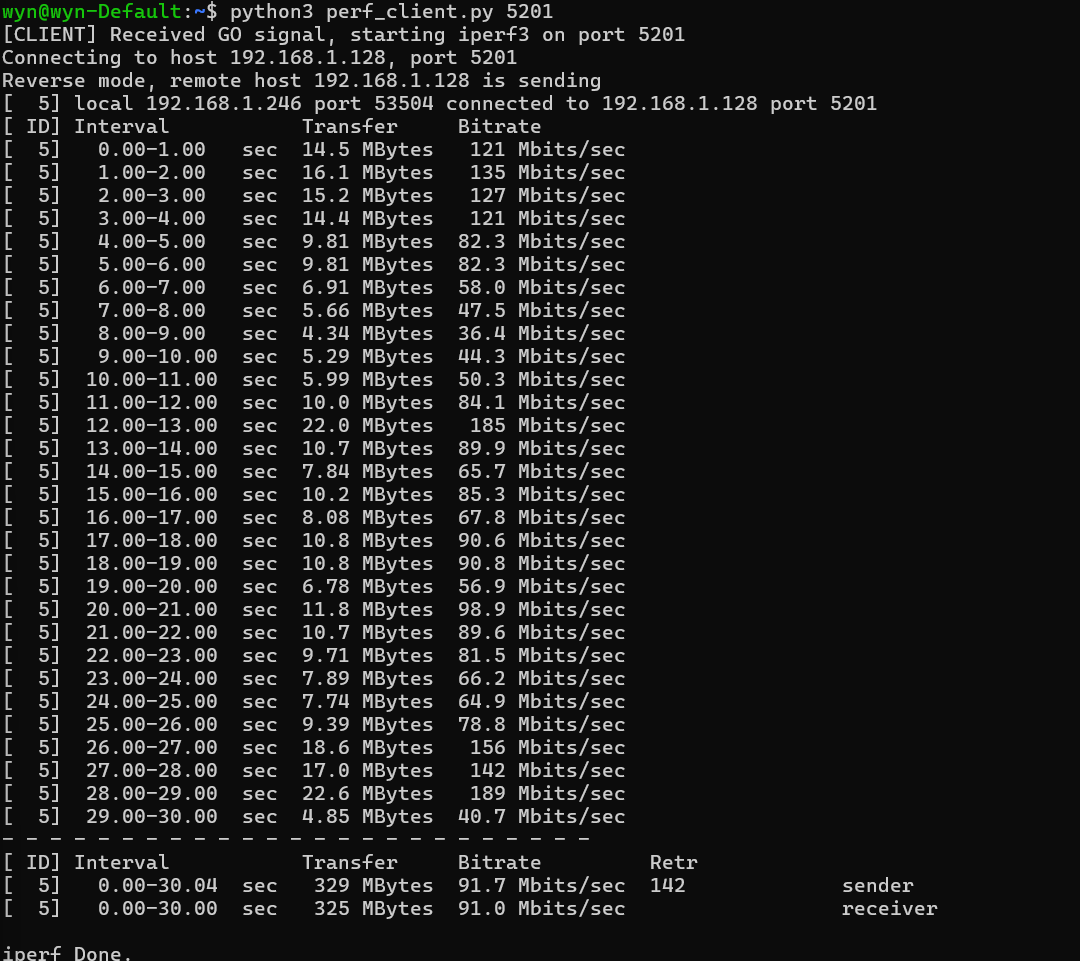 wyn@wyn-Default:~$ python3 perf_client.py 5201
[CLIENT] Received GO signal, starting iperf3 on port 5201
Connecting to host 192.168.1.128, port 5201
Reverse mode, remote host 192.168.1.128 is sending
[  5] local 192.168.1.246 port 53504 connected to 192.168.1.128 port 5201
[ ID] Interval           Transfer     Bitrate
[  5]   0.00-1.00   sec  14.5 MBytes   121 Mbits/sec
[  5]   1.00-2.00   sec  16.1 MBytes   135 Mbits/sec
[  5]   2.00-3.00   sec  15.2 MBytes   127 Mbits/sec
[  5]   3.00-4.00   sec  14.4 MBytes   121 Mbits/sec
[  5]   4.00-5.00   sec  9.81 MBytes  82.3 Mbits/sec
[  5]   5.00-6.00   sec  9.81 MBytes  82.3 Mbits/sec
[  5]   6.00-7.00   sec  6.91 MBytes  58.0 Mbits/sec
[  5]   7.00-8.00   sec  5.66 MBytes  47.5 Mbits/sec
[  5]   8.00-9.00   sec  4.34 MBytes  36.4 Mbits/sec
[  5]   9.00-10.00  sec  5.29 MBytes  44.3 Mbits/sec
[  5]  10.00-11.00  sec  5.99 MBytes  50.3 Mbits/sec
[  5]  11.00-12.00  sec  10.0 MBytes  84.1 Mbits/sec
[  5]  12.00-13.00  sec  22.0 MBytes   185 Mbits/sec
[  5]  13.00-14.00  sec  10.7 MBytes  89.9 Mbits/sec
[  5]  14.00-15.00  sec  7.84 MBytes  65.7 Mbits/sec
[  5]  15.00-16.00  sec  10.2 MBytes  85.3 Mbits/sec
[  5]  16.00-17.00  sec  8.08 MBytes  67.8 Mbits/sec
[  5]  17.00-18.00  sec  10.8 MBytes  90.6 Mbits/sec
[  5]  18.00-19.00  sec  10.8 MBytes  90.8 Mbits/sec
[  5]  19.00-20.00  sec  6.78 MBytes  56.9 Mbits/sec
[  5]  20.00-21.00  sec  11.8 MBytes  98.9 Mbits/sec
[  5]  21.00-22.00  sec  10.7 MBytes  89.6 Mbits/sec
[  5]  22.00-23.00  sec  9.71 MBytes  81.5 Mbits/sec
[  5]  23.00-24.00  sec  7.89 MBytes  66.2 Mbits/sec
[  5]  24.00-25.00  sec  7.74 MBytes  64.9 Mbits/sec
[  5]  25.00-26.00  sec  9.39 MBytes  78.8 Mbits/sec
[  5]  26.00-27.00  sec  18.6 MBytes   156 Mbits/sec
[  5]  27.00-28.00  sec  17.0 MBytes   142 Mbits/sec
[  5]  28.00-29.00  sec  22.6 MBytes   189 Mbits/sec
[  5]  29.00-30.00  sec  4.85 MBytes  40.7 Mbits/sec
- - - - - - - - - - - - - - - - - - - - - - - - -
[ ID] Interval           Transfer     Bitrate         Retr
[  5]   0.00-30.04  sec   329 MBytes  91.7 Mbits/sec  142             sender
[  5]   0.00-30.00  sec   325 MBytes  91.0 Mbits/sec                  receiver
iperf Done.